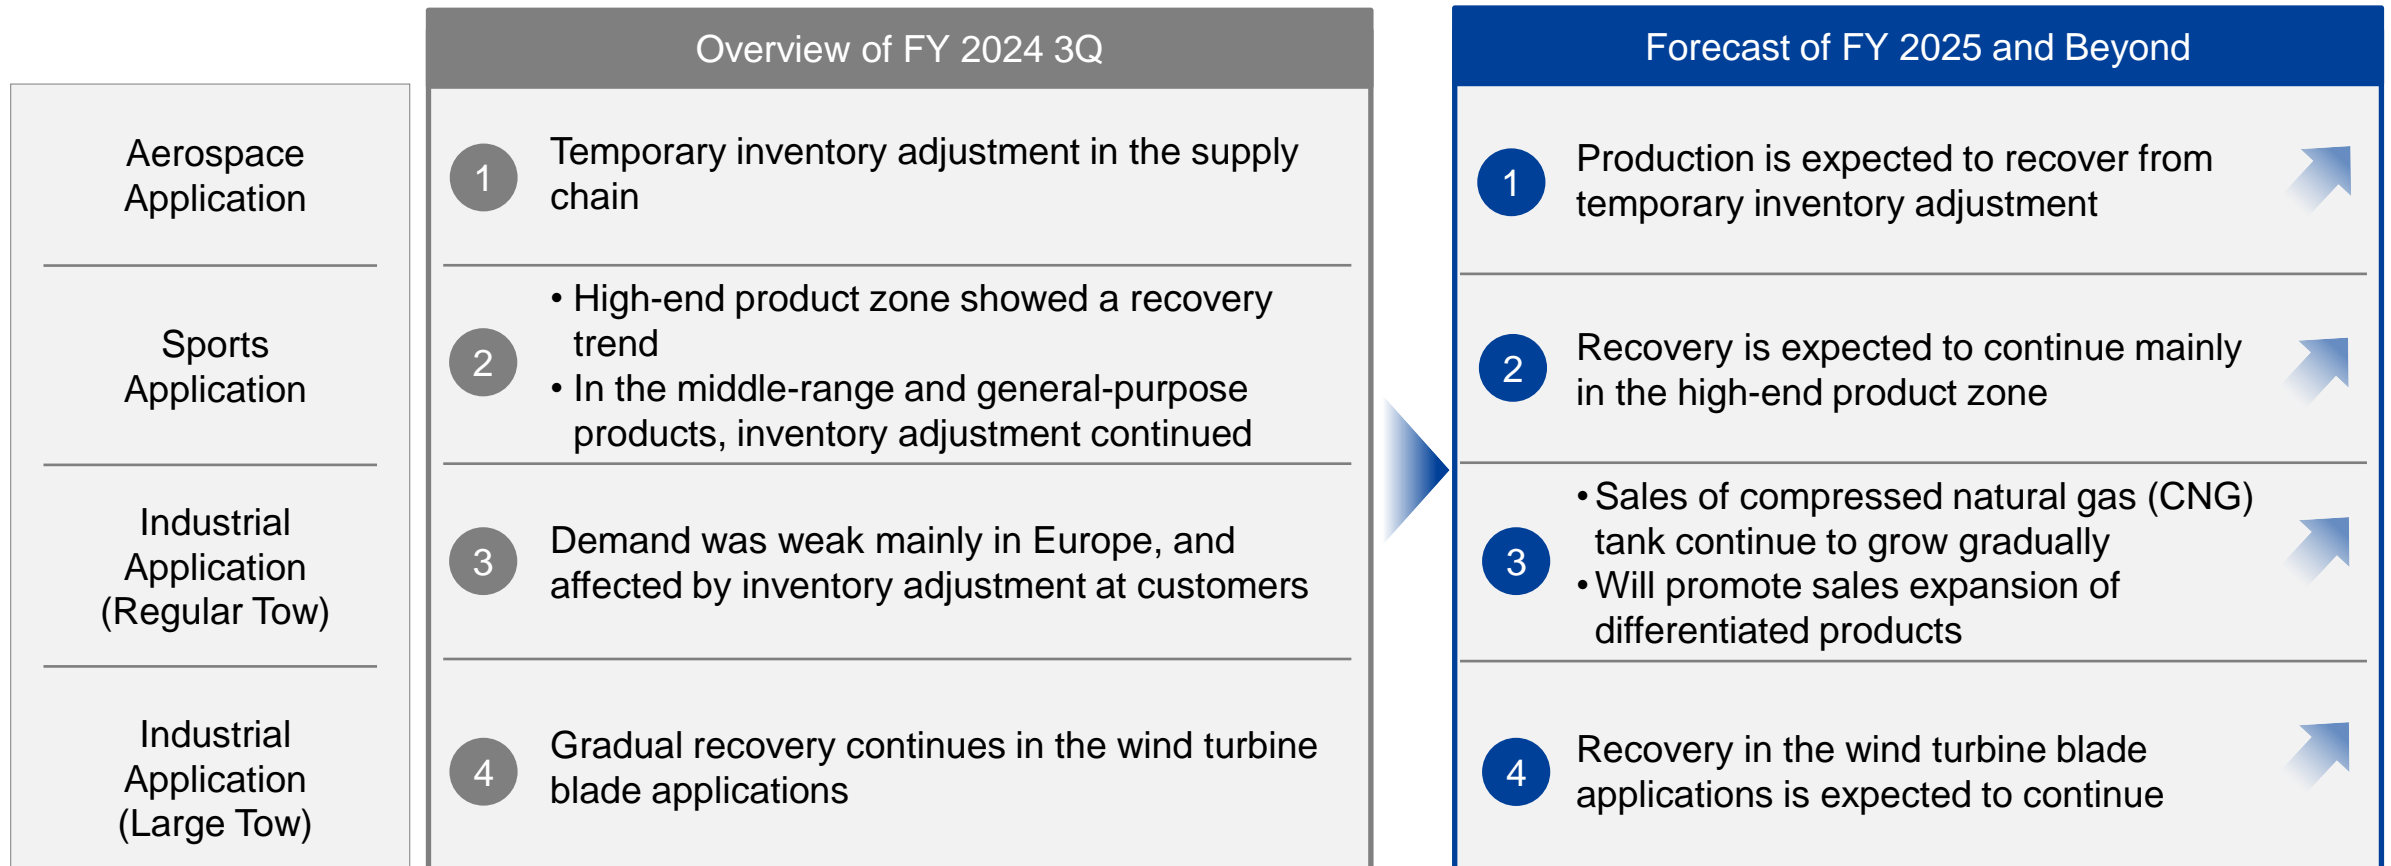 Overview of FY 2024 3Q
Forecast of FY 2025 and Beyond
Aerospace
Application
1
Temporary inventory adjustment in the supply
chain
1
Production is expected to recover from
temporary inventory adjustment
Sports
Application
2
• High-end product zone showed a recovery
trend
• In the middle-range and general-purpose
products, inventory adjustment continued
2
Recovery is expected to continue mainly
in the high-end product zone
Industrial
Application
(Regular Tow)
3
Demand was weak mainly in Europe, and
affected by inventory adjustment at customers
3
• Sales of compressed natural gas (CNG)
tank continue to grow gradually
• Will promote sales expansion of
differentiated products
Industrial
Application
(Large Tow)
4
Gradual recovery continues in the wind turbine
blade applications
4
Recovery in the wind turbine blade
applications is expected to continue